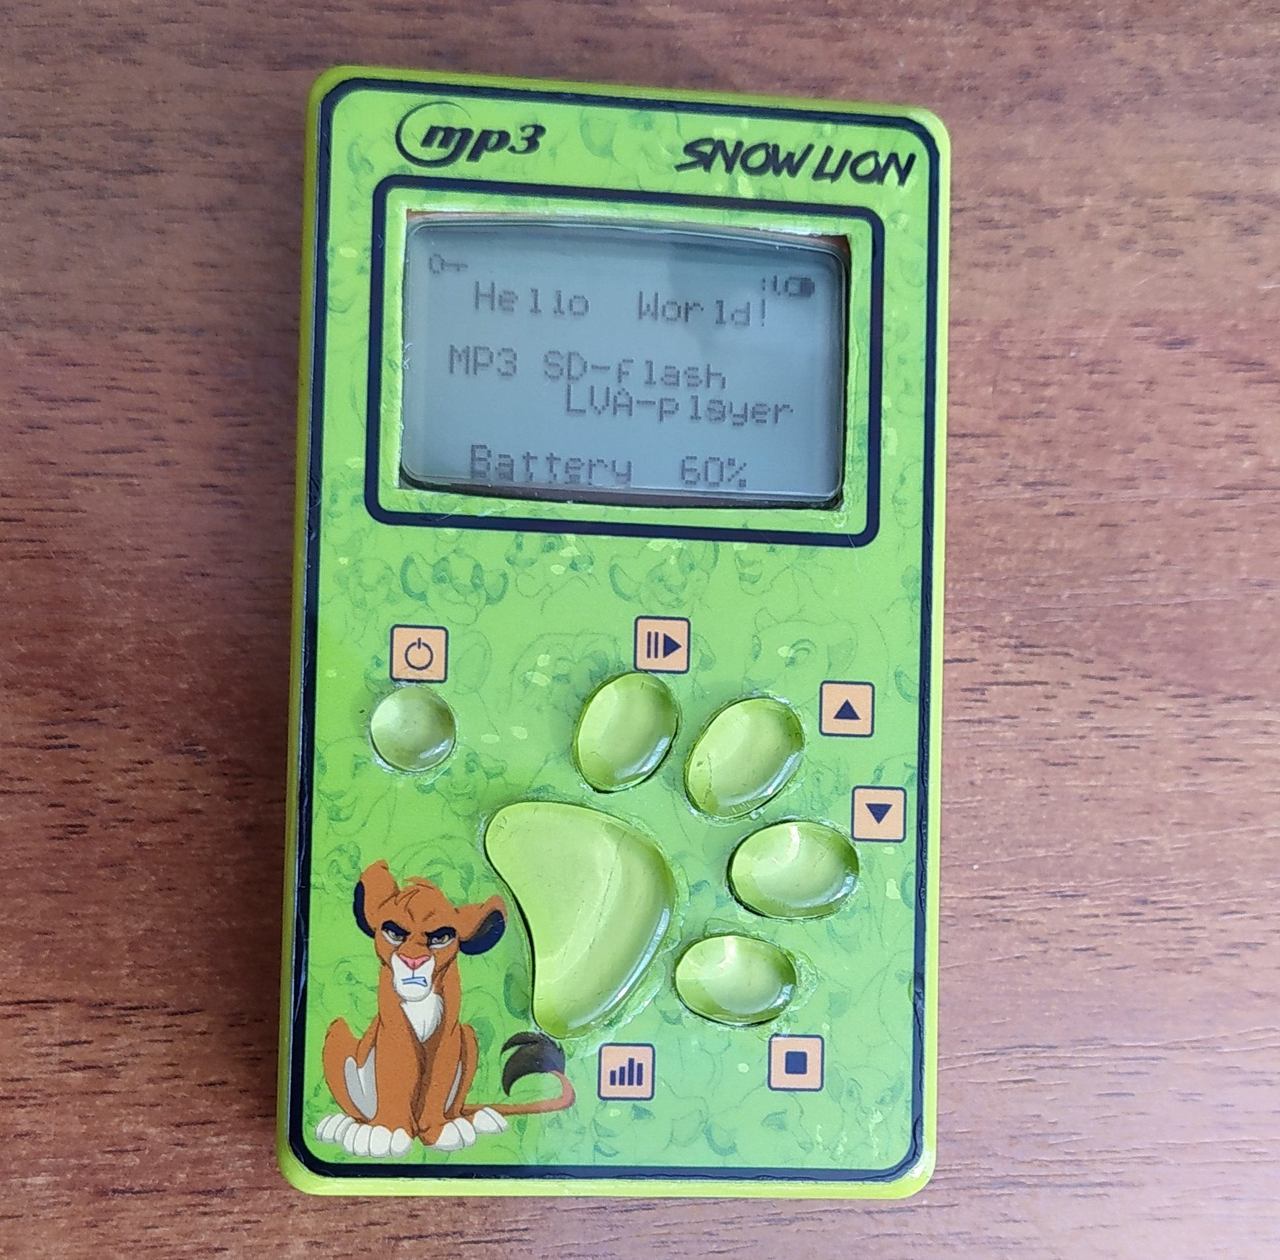 mp3
SNOW LION
Hello World!
MP3 SD-flash
LVA-player
Battery 60%